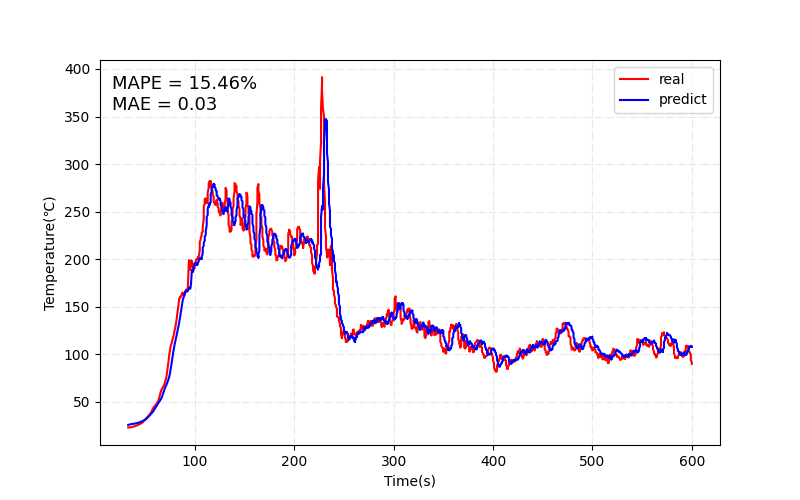 MAPE = 15.46%
MAE = 0.03
real
predict
400
350
300
250
200
150
100
50
Temperature(℃)
100 200 300 400 500 600
Time(s)